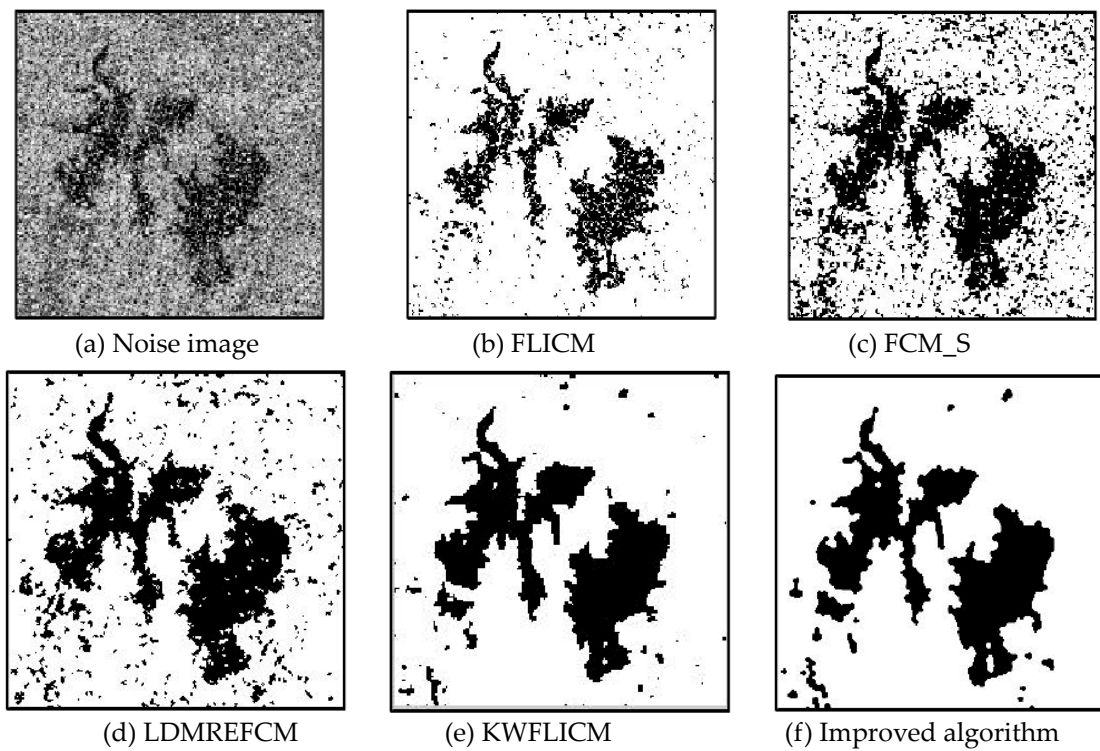 (a) Noise image
(b) FLICM
(c) FCM_S
(d) LDMREFCM
(e) KWFLICM
(f) Improved algorithm